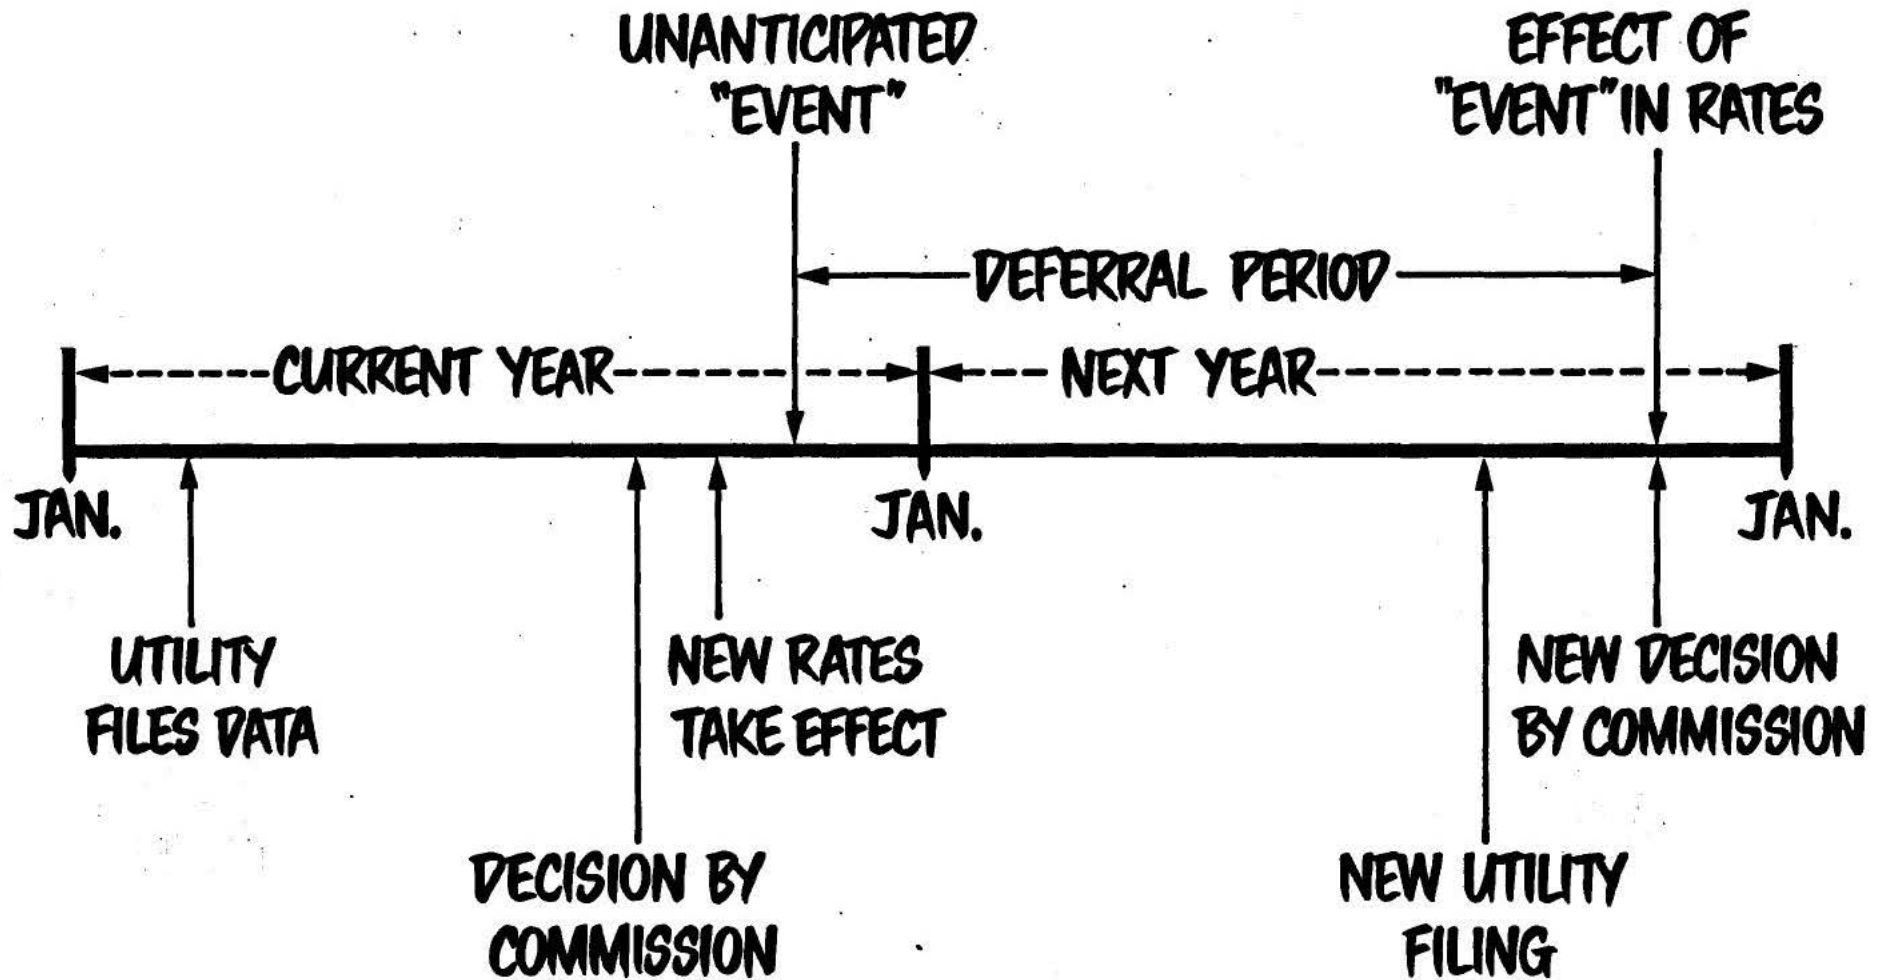 UNANTICIPATED
"EVENT"
EFFECT OF
"EVENT" IN RATES
DEFERRAL PERIOD
CURRENT YEAR
NEXT YEAR
JAN.
JAN.
JAN.
UTILITY
FILES DATA
NEW RATES
TAKE EFFECT
NEW DECISION
BY COMMISSION
DECISION BY
COMMISSION
NEW UTILITY
FILING